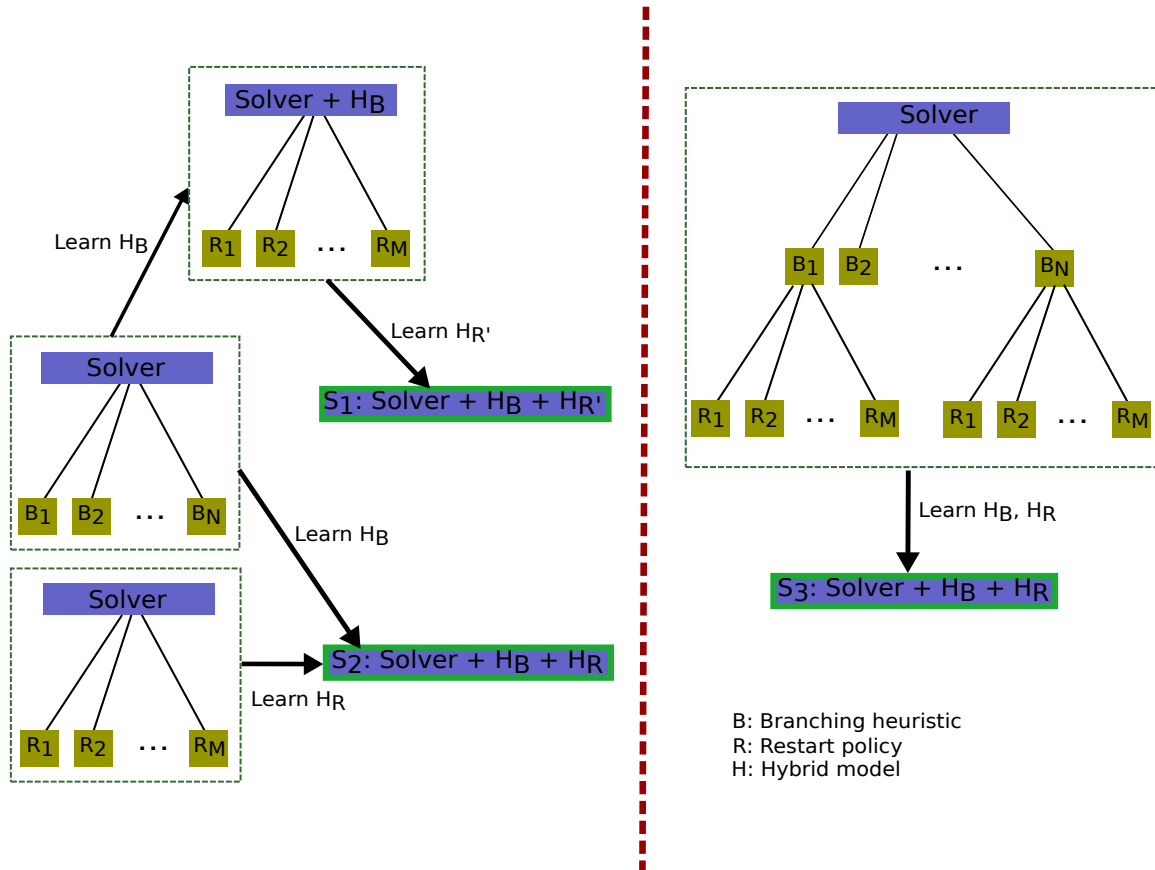 Solver + HB
R1 R2 ... RM
Learn HB
Learn HR'
Solver
S1: Solver + HB + HR'
B1 B2 ... BN
Learn HB
Solver
S2: Solver + HB + HR
Learn HR
R1 R2 ... RM
Solver
B1 B2 ... BN
R1 R2 ... RM R1 R2 ... RM
Learn HB, HR
S3: Solver + HB + HR
B: Branching heuristic
R: Restart policy
H: Hybrid model